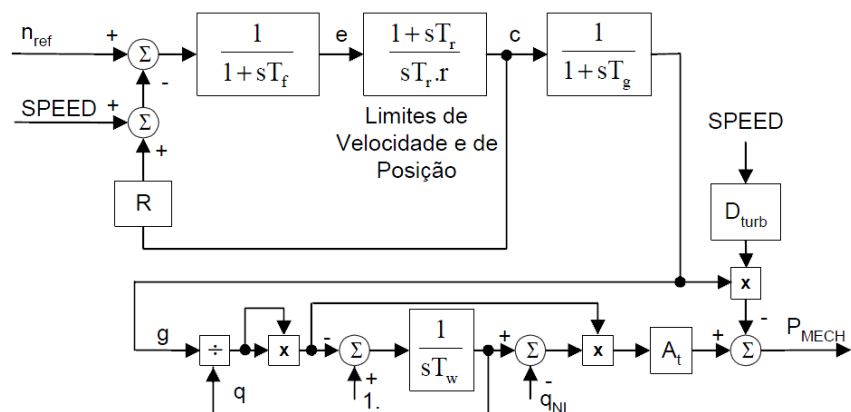 n_ref + Σ 1 / 1 + sT_f e 1 + sT_r / sT_r.r c 1 / 1 + sT_g
-
SPEED + Σ
+
R
Limites de
Velocidade e de
Posição
SPEED
D_turb
x
g ÷ x - Σ 1 / sT_w + Σ x A_t + Σ - P_MECH
q + 1. - q_NL